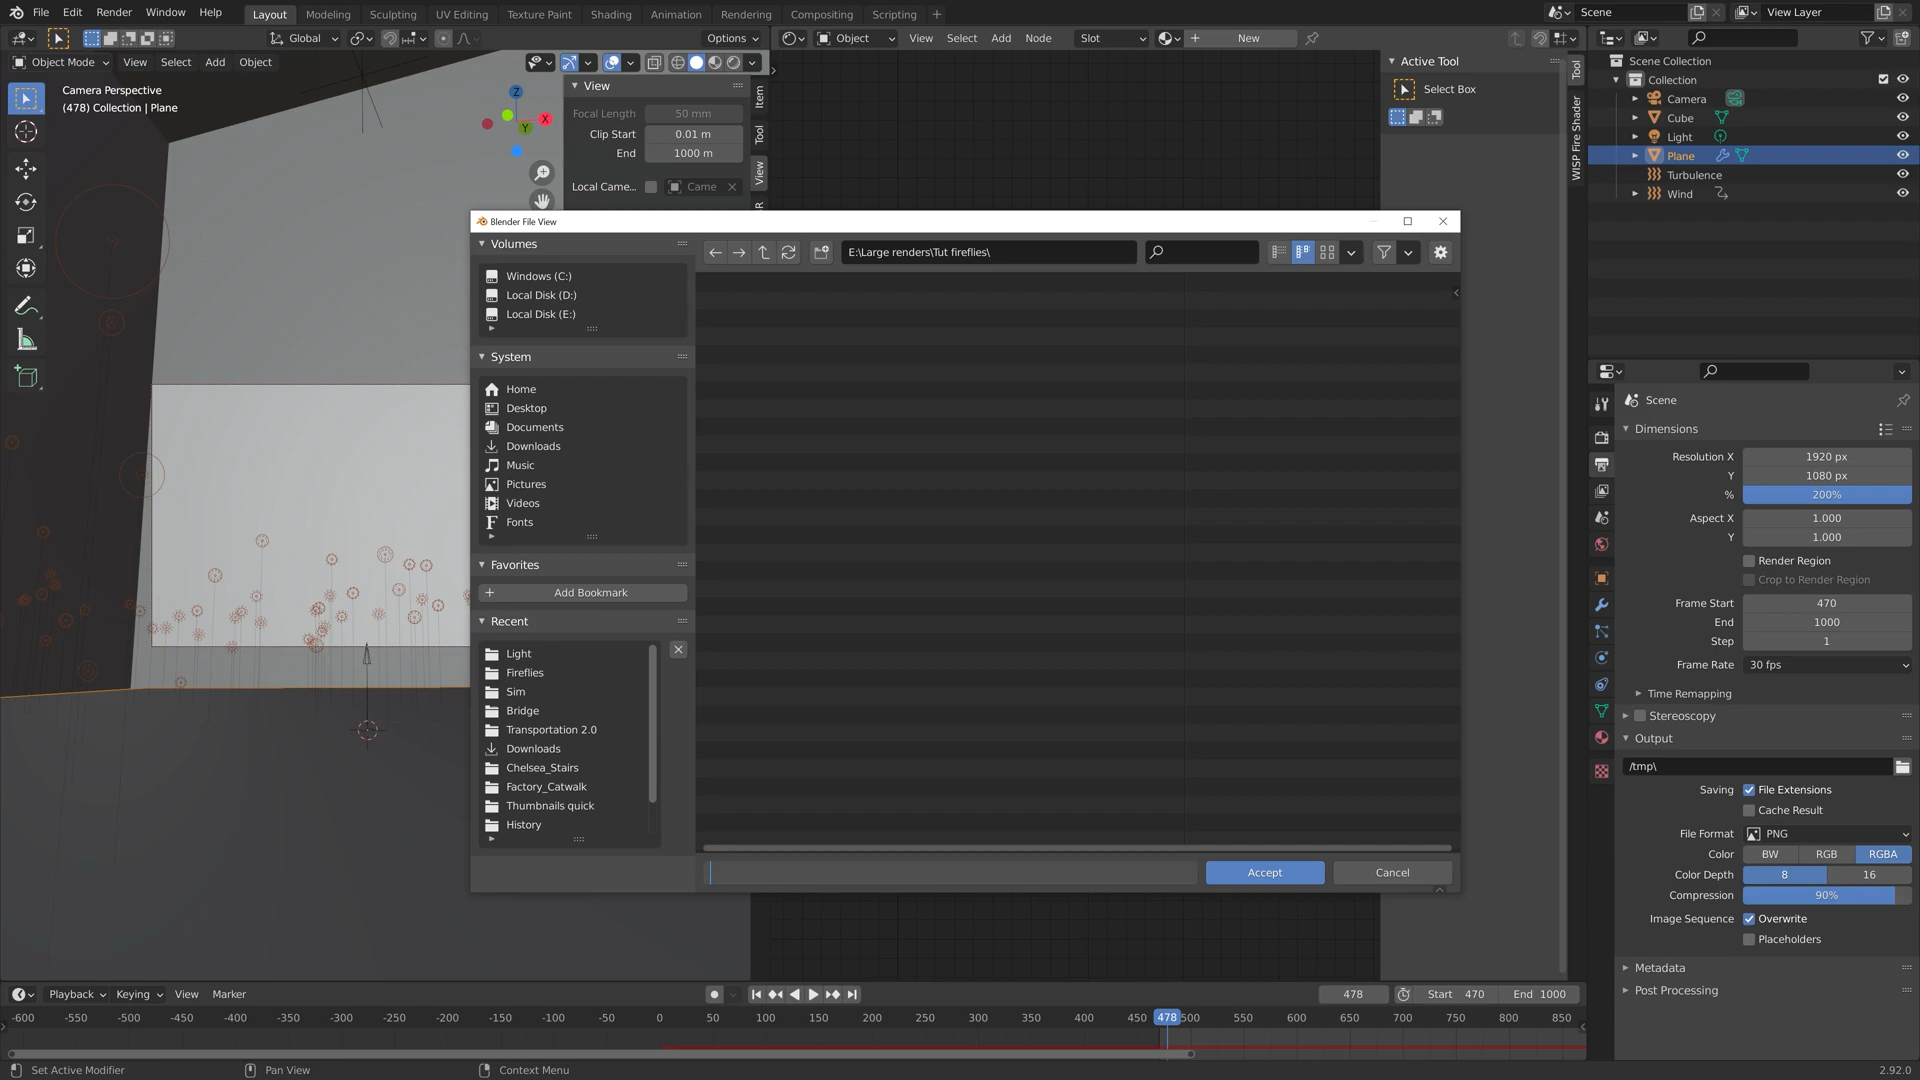 File Edit Render Window Help
Layout Modeling Sculpting UV Editing Texture Paint Shading Animation Rendering Compositing Scripting +
Scene View Layer
Global Options
Object View Select Add Node Slot New
Object Mode View Select Add Object
Camera Perspective
(478) Collection | Plane
Z
X
Y
View
Focal Length 50 mm
Clip Start 0.01 m
End 1000 m
Local Came... Came
Item
Tool
View
Active Tool
Select Box
Tool
WISP Fire Shader
Scene Collection
Collection
Camera
Cube
Light
Plane
Turbulence
Wind
Blender File View
Volumes
Windows (C:)
Local Disk (D:)
Local Disk (E:)
System
Home
Desktop
Documents
Downloads
Music
Pictures
Videos
Fonts
Favorites
Add Bookmark
Recent
Light
Fireflies
Sim
Bridge
Transportation 2.0
Downloads
Chelsea_Stairs
Factory_Catwalk
Thumbnails quick
History
E:\Large renders\Tut fireflies\
Accept Cancel
Scene
Dimensions
Resolution X 1920 px
Y 1080 px
% 200%
Aspect X 1.000
Y 1.000
Render Region
Crop to Render Region
Frame Start 470
End 1000
Step 1
Frame Rate 30 fps
Time Remapping
Stereoscopy
Output
/tmp\
Saving File Extensions
Cache Result
File Format PNG
Color BW RGB RGBA
Color Depth 8 16
Compression 90%
Image Sequence Overwrite
Placeholders
Metadata
Post Processing
Playback Keying View Marker
478 Start 470 End 1000
-600 -550 -500 -450 -400 -350 -300 -250 -200 -150 -100 -50 0 50 100 150 200 250 300 350 400 450 478 500 550 600 650 700 750 800 850
Set Active Modifier Pan View Context Menu 2.92.0